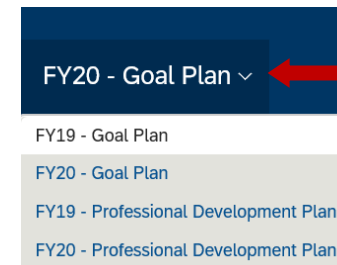 FY20 - Goal Plan
FY19 - Goal Plan
FY20 - Goal Plan
FY19 - Professional Development Plan
FY20 - Professional Development Plan